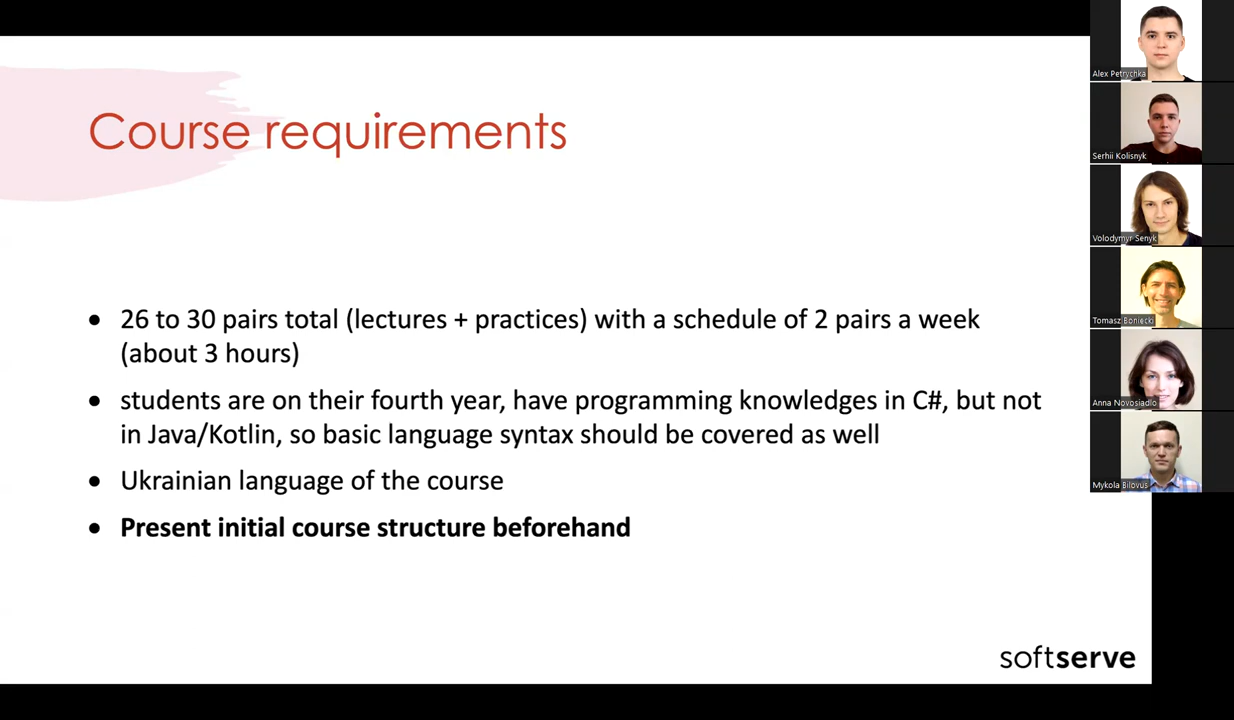 Course requirements
• 26 to 30 pairs total (lectures + practices) with a schedule of 2 pairs a week
(about 3 hours)
• students are on their fourth year, have programming knowledges in C#, but not
in Java/Kotlin, so basic language syntax should be covered as well
• Ukrainian language of the course
• Present initial course structure beforehand
softserve
Alex Petrychka
Serhii Kolisnyk
Volodymyr Senyk
Tomasz Boniecki
Anna Novosiadlo
Mykola Bilovus